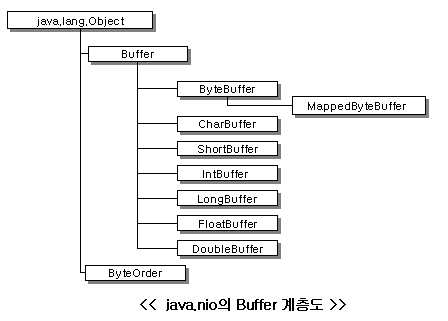 java.lang.Object
Buffer
ByteBuffer
MappedByteBuffer
CharBuffer
ShortBuffer
IntBuffer
LongBuffer
FloatBuffer
DoubleBuffer
ByteOrder
<< java.nio의 Buffer 계층도 >>